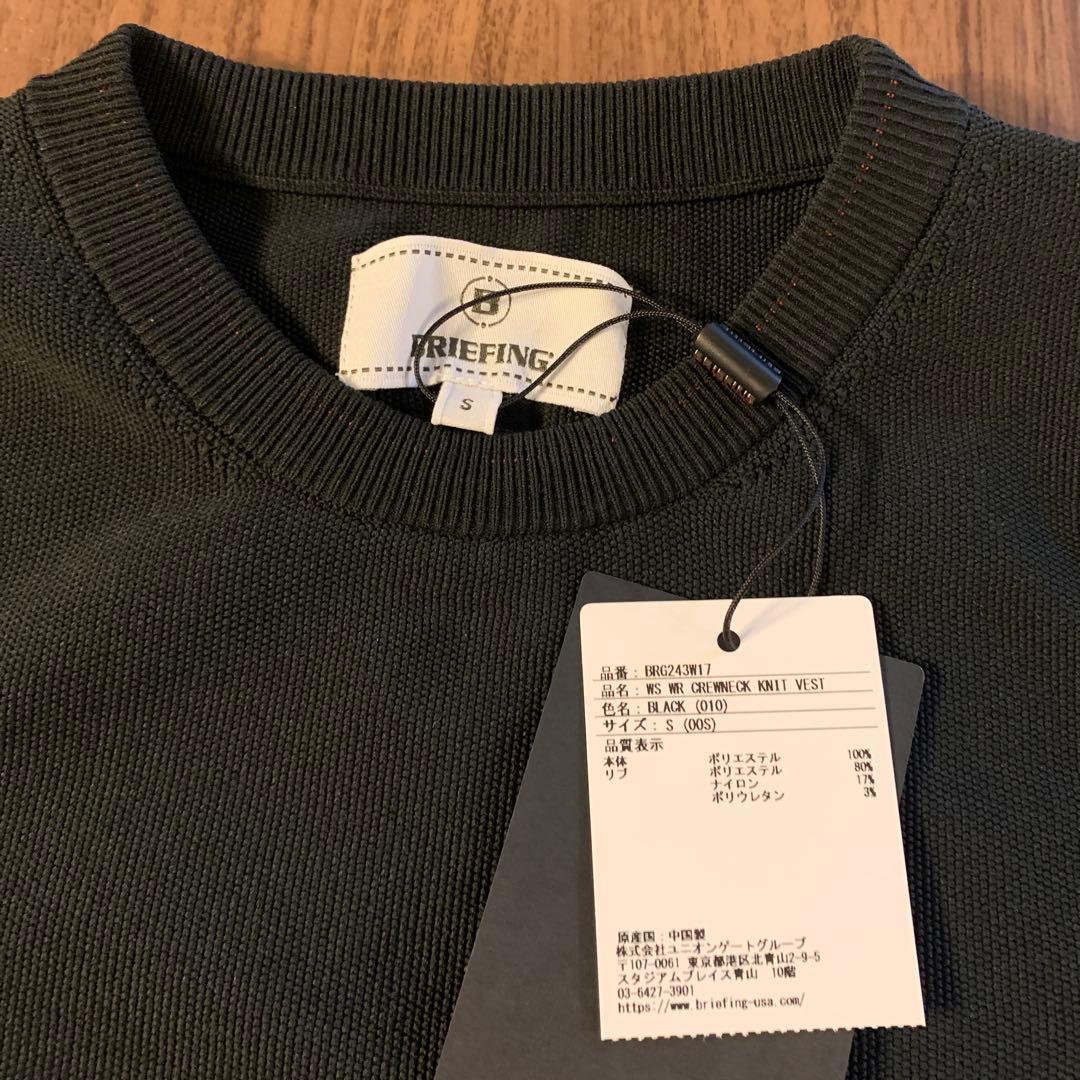 B
BRIEFING
S
品番 : BRG243W17
品名 : WS WR CREWNECK KNIT VEST
色名 : BLACK (010)
サイズ : S (00S)
品質表示
本体 ポリエステル 100%
リブ ポリエステル 80%
ナイロン 17%
ポリウレタン 3%
原産国 : 中国製
株式会社ユニオンゲートグループ
〒107-0061 東京都港区北青山2-9-5
スタジアムプレイス青山 10階
03-6427-3901
https://www.briefing-usa.com/